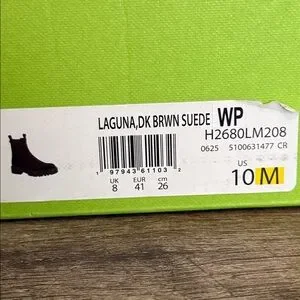 LAGUNA,DK BRWN SUEDE WP
H2680LM208
0625 5100631477 CR
1 97943 61103 2
UK EUR cm US
8 41 26 10 M